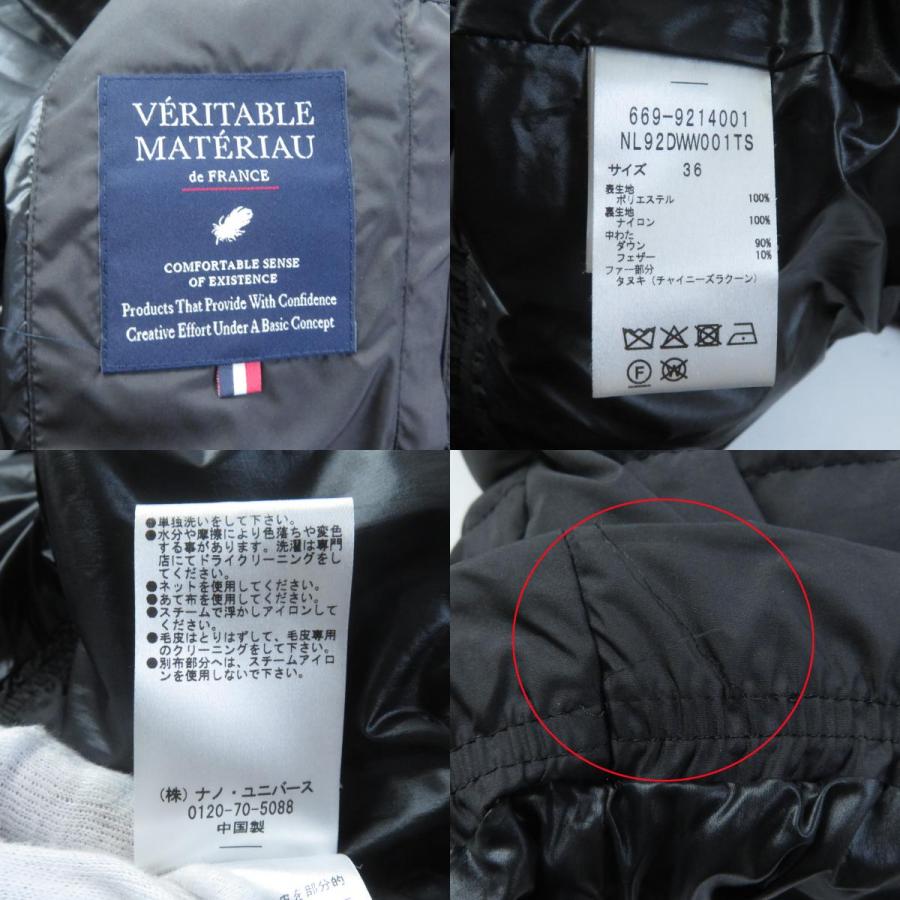 VÉRITABLE
MATÉRIAU
de FRANCE
COMFORTABLE SENSE
OF EXISTENCE
Products That Provide With Confidence
Creative Effort Under A Basic Concept
669-9214001
NL92DWW001TS
サイズ 36
表生地
ポリエステル 100%
裏生地
ナイロン 100%
中わた
ダウン 90%
フェザー 10%
ファー部分
タヌキ(チャイニーズラクーン)
F W
●単独洗いをして下さい。
●水分や摩擦により色落ちや変色
する事があります。洗濯は専門
店にてドライクリーニングをし
てください。
●ネットを使用してください。
●あて布を使用してください。
●スチームで浮かしアイロンして
ください。
●毛皮はとりはずして、毛皮専用
のクリーニングをしてください。
●別布部分へは、スチームアイロ
ンを使用しないで下さい。
(株)ナノ・ユニバース
0120-70-5088
中国製
を部分的